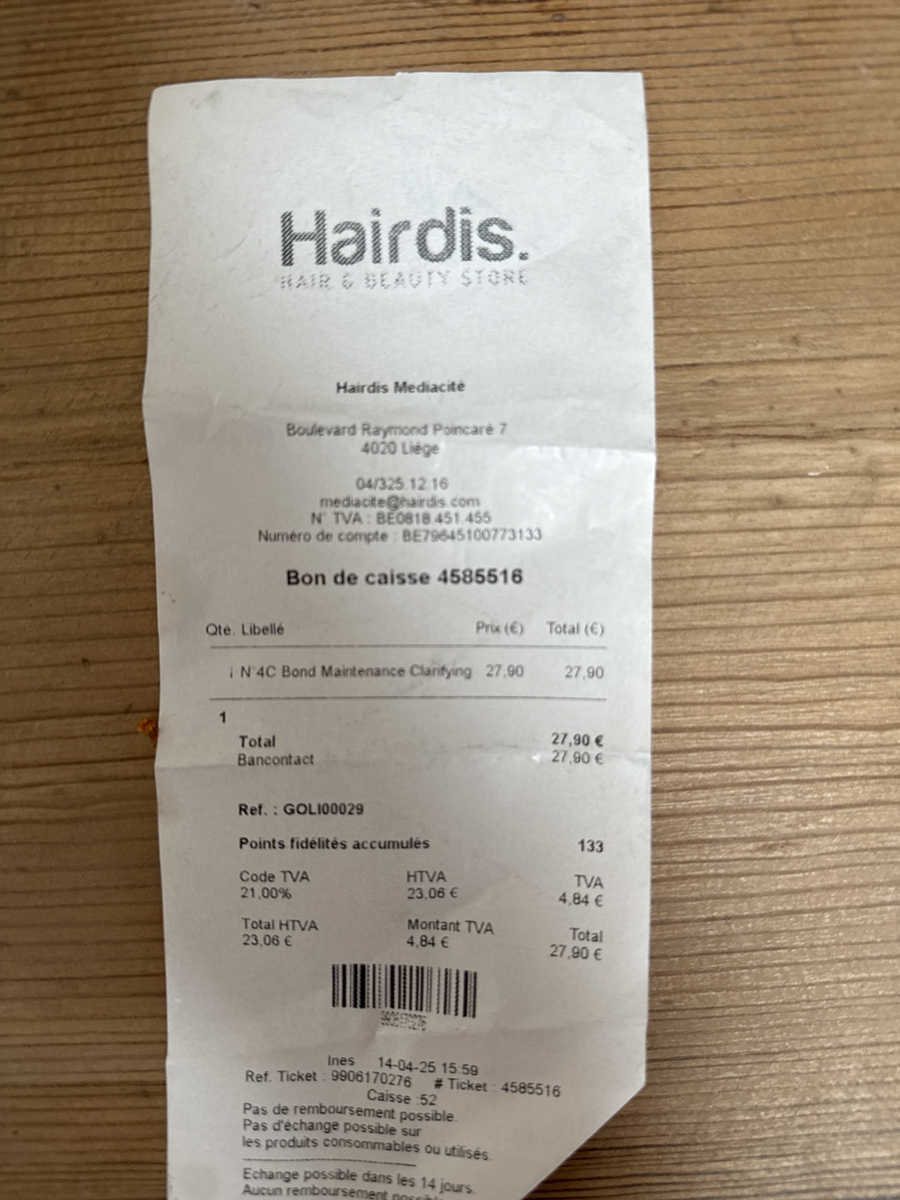 Hairdis.
HAIR & BEAUTY STORE
Hairdis Mediacité
Boulevard Raymond Poincaré 7
4020 Liège
04/325.12.16
mediacite@hairdis.com
N° TVA : BE0818.451.455
Numéro de compte : BE79645100773133
Bon de caisse 4585516
Qté. Libellé Prix (€) Total (€)
1 N°4C Bond Maintenance Clarifying 27,90 27,90
1
Total 27,90 €
Bancontact 27,90 €
Ref. : GOLI00029
Points fidélités accumulés 133
Code TVA HTVA TVA
21,00% 23,06 € 4,84 €
Total HTVA Montant TVA Total
23,06 € 4,84 € 27,90 €
9906170276
Ines 14-04-25 15:59
Ref. Ticket : 9906170276 # Ticket : 4585516
Caisse :52
Pas de remboursement possible.
Pas d'échange possible sur
les produits consommables ou utilisés.
Echange possible dans les 14 jours.
Aucun remboursement